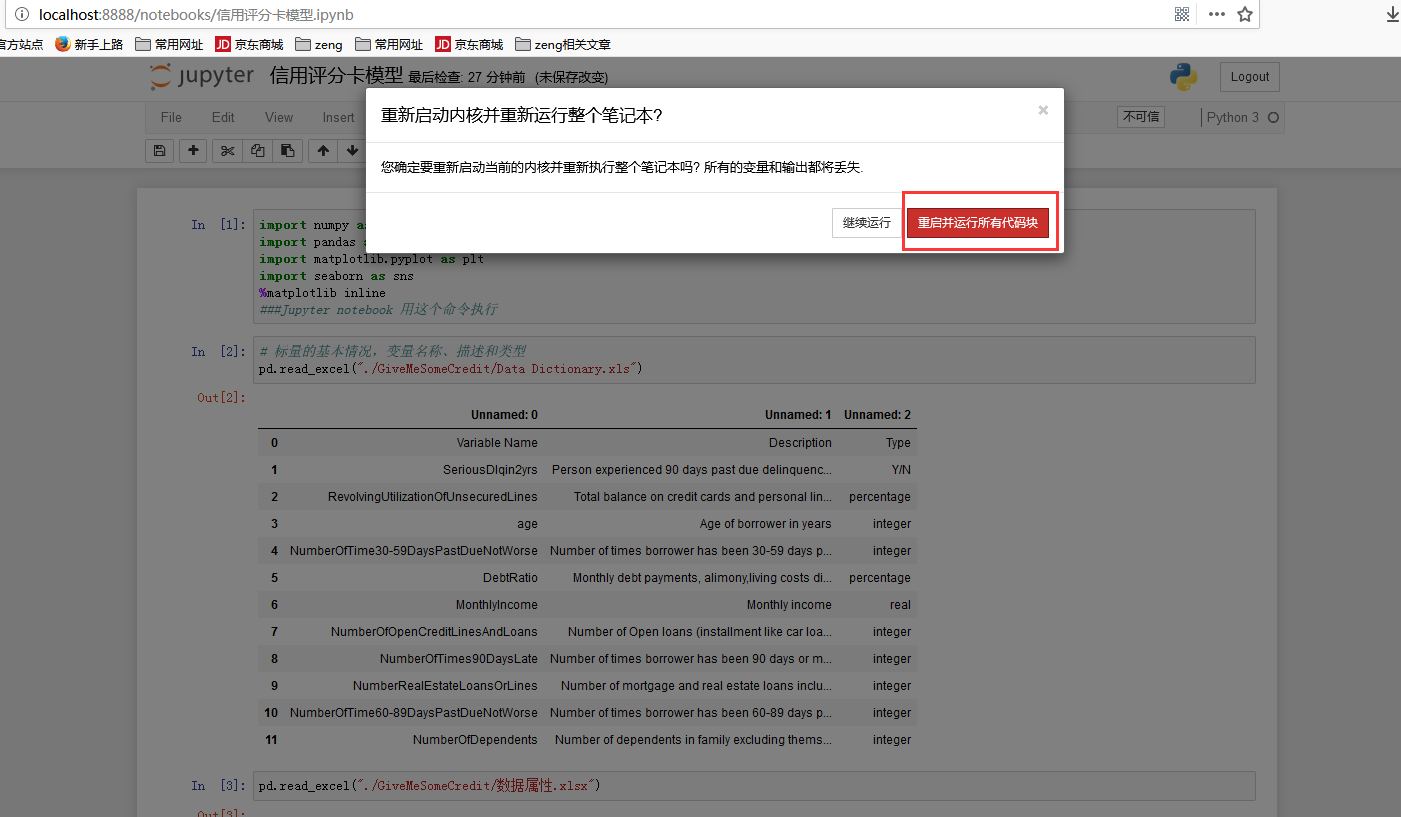 localhost:8888/notebooks/信用评分卡模型.ipynb
官方站点 新手上路 常用网址 JD 京东商城 zeng 常用网址 JD 京东商城 zeng相关文章
jupyter 信用评分卡模型 最后检查: 27 分钟前 (未保存改变) Logout
File Edit View Insert 不可信 Python 3
重新启动内核并重新运行整个笔记本? ×
您确定要重新启动当前的内核并重新执行整个笔记本吗? 所有的变量和输出都将丢失.
继续运行 重启并运行所有代码块
In [1]: import numpy as
import pandas
import matplotlib.pyplot as plt
import seaborn as sns
%matplotlib inline
###Jupyter notebook 用这个命令执行
In [2]: # 标量的基本情况，变量名称、描述和类型
pd.read_excel("./GiveMeSomeCredit/Data Dictionary.xls")
Out[2]:
Unnamed: 0 Unnamed: 1 Unnamed: 2
0 Variable Name Description Type
1 SeriousDlqin2yrs Person experienced 90 days past due delinquenc... Y/N
2 RevolvingUtilizationOfUnsecuredLines Total balance on credit cards and personal lin... percentage
3 age Age of borrower in years integer
4 NumberOfTime30-59DaysPastDueNotWorse Number of times borrower has been 30-59 days p... integer
5 DebtRatio Monthly debt payments, alimony,living costs di... percentage
6 MonthlyIncome Monthly income real
7 NumberOfOpenCreditLinesAndLoans Number of Open loans (installment like car loa... integer
8 NumberOfTimes90DaysLate Number of times borrower has been 90 days or m... integer
9 NumberRealEstateLoansOrLines Number of mortgage and real estate loans inclu... integer
10 NumberOfTime60-89DaysPastDueNotWorse Number of times borrower has been 60-89 days p... integer
11 NumberOfDependents Number of dependents in family excluding thems... integer
In [3]: pd.read_excel("./GiveMeSomeCredit/数据属性.xlsx")
Out[3]: